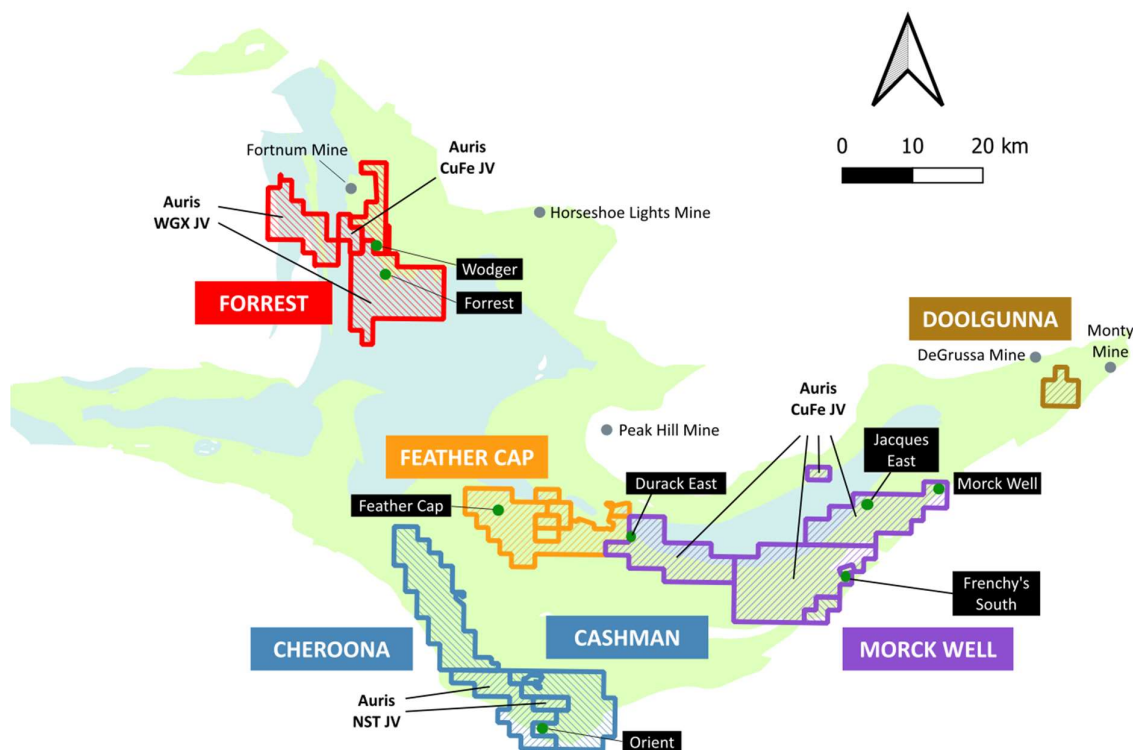 0 10 20 km
Fortnum Mine
Auris
CuFe JV
Auris
WGX JV
Horseshoe Lights Mine
Wodger
Forrest
FORREST
DOOLGUNNA
Monty
Mine
DeGrussa Mine
Auris
CuFe JV
Peak Hill Mine
Jacques
East
FEATHER CAP
Durack East
Morck Well
Feather Cap
Frenchy's
South
CHEROONA
CASHMAN
MORCK WELL
Auris
NST JV
Orient